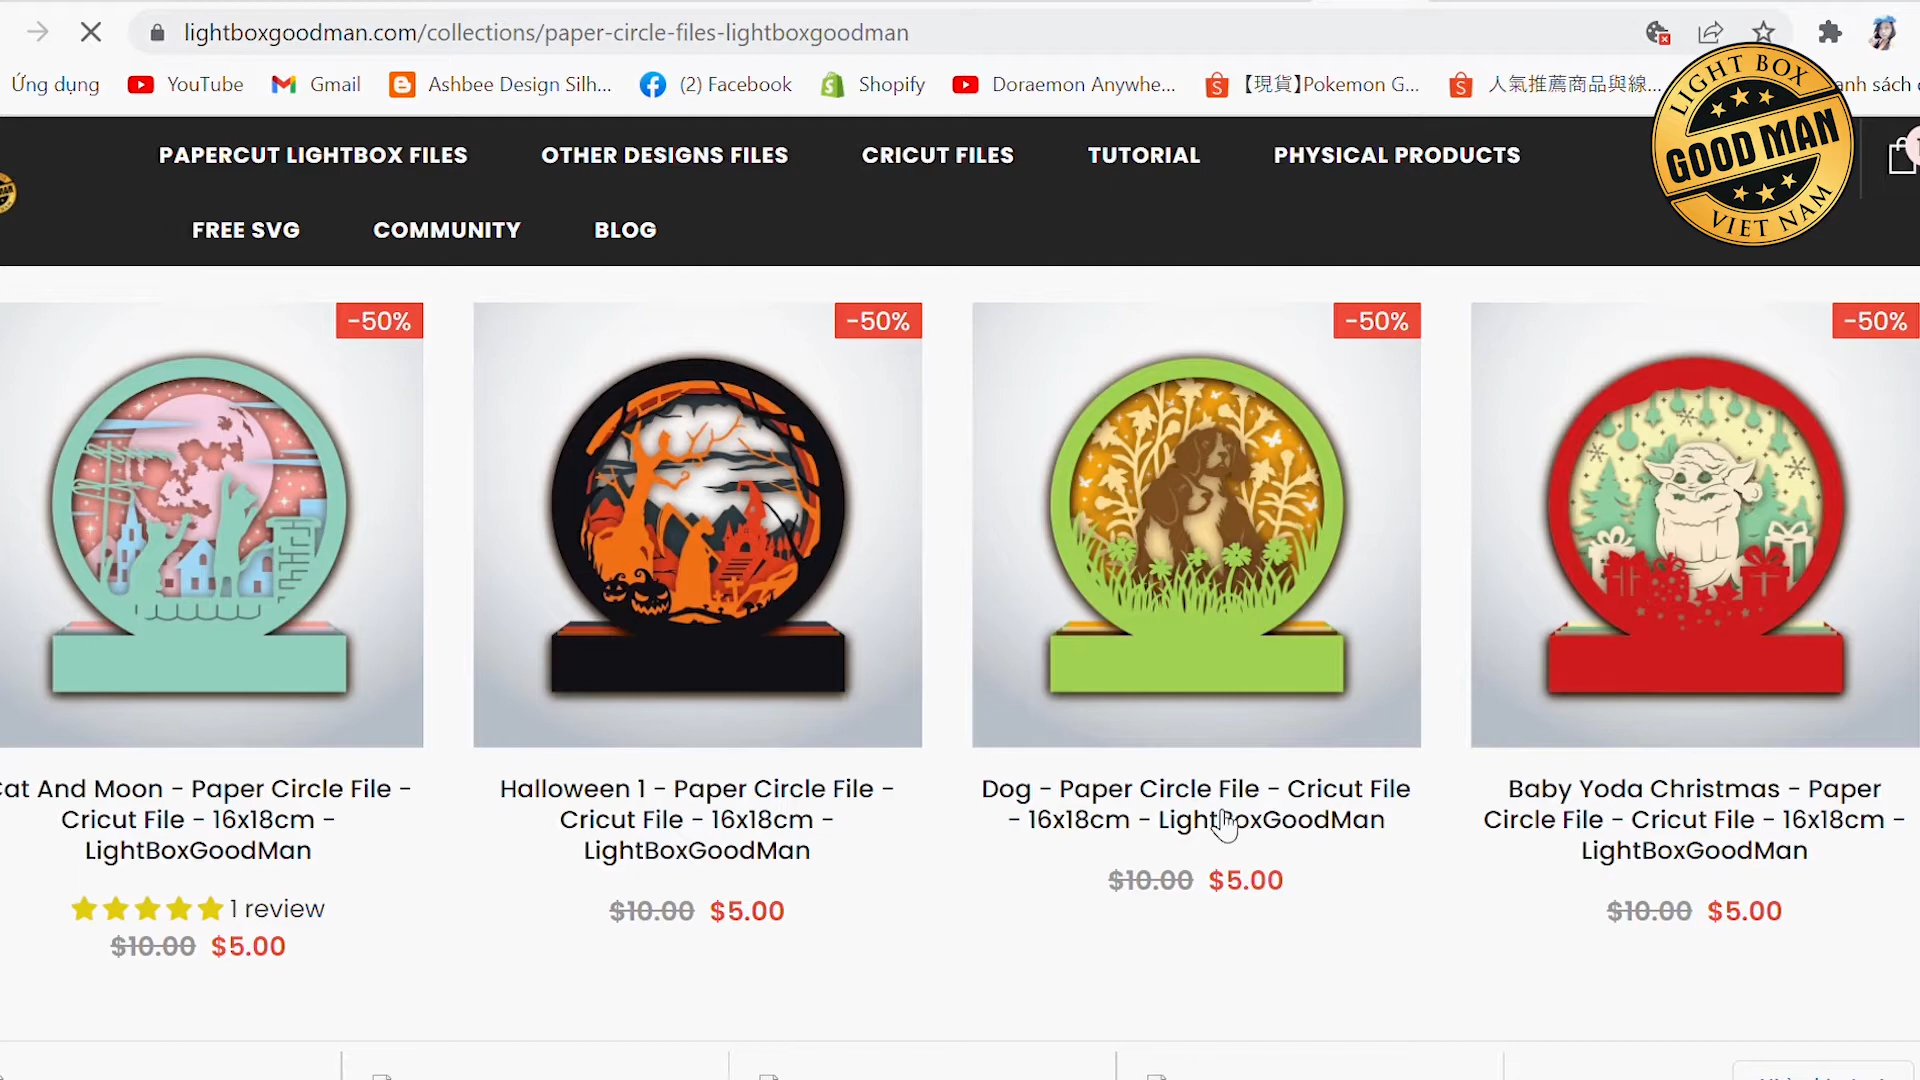 lightboxgoodman.com/collections/paper-circle-files-lightboxgoodman
Ứng dụng YouTube Gmail Ashbee Design Silh... (2) Facebook Shopify Doraemon Anywhe... 【現貨】Pokemon G... 人氣推薦商品與線... anh sách
LIGHT BOX
GOOD MAN
VIET NAM
PAPERCUT LIGHTBOX FILES OTHER DESIGNS FILES CRICUT FILES TUTORIAL PHYSICAL PRODUCTS
FREE SVG COMMUNITY BLOG
-50% -50% -50% -50%
Cat And Moon - Paper Circle File -
Cricut File - 16x18cm -
LightBoxGoodMan
1 review
$10.00 $5.00
Halloween 1 - Paper Circle File -
Cricut File - 16x18cm -
LightBoxGoodMan
$10.00 $5.00
Dog - Paper Circle File - Cricut File
- 16x18cm - LightBoxGoodMan
$10.00 $5.00
Baby Yoda Christmas - Paper
Circle File - Cricut File - 16x18cm -
LightBoxGoodMan
$10.00 $5.00